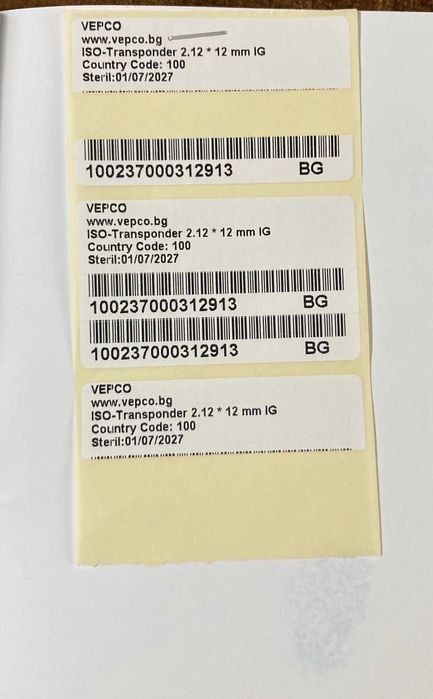 VEPCO
www.vepco.bg
ISO-Transponder 2.12 * 12 mm IG
Country Code: 100
Steril:01/07/2027
100237000312913 BG
VEPCO
www.vepco.bg
ISO-Transponder 2.12 * 12 mm IG
Country Code: 100
Steril:01/07/2027
100237000312913 BG
100237000312913 BG
VEPCO
www.vepco.bg
ISO-Transponder 2.12 * 12 mm IG
Country Code: 100
Steril:01/07/2027